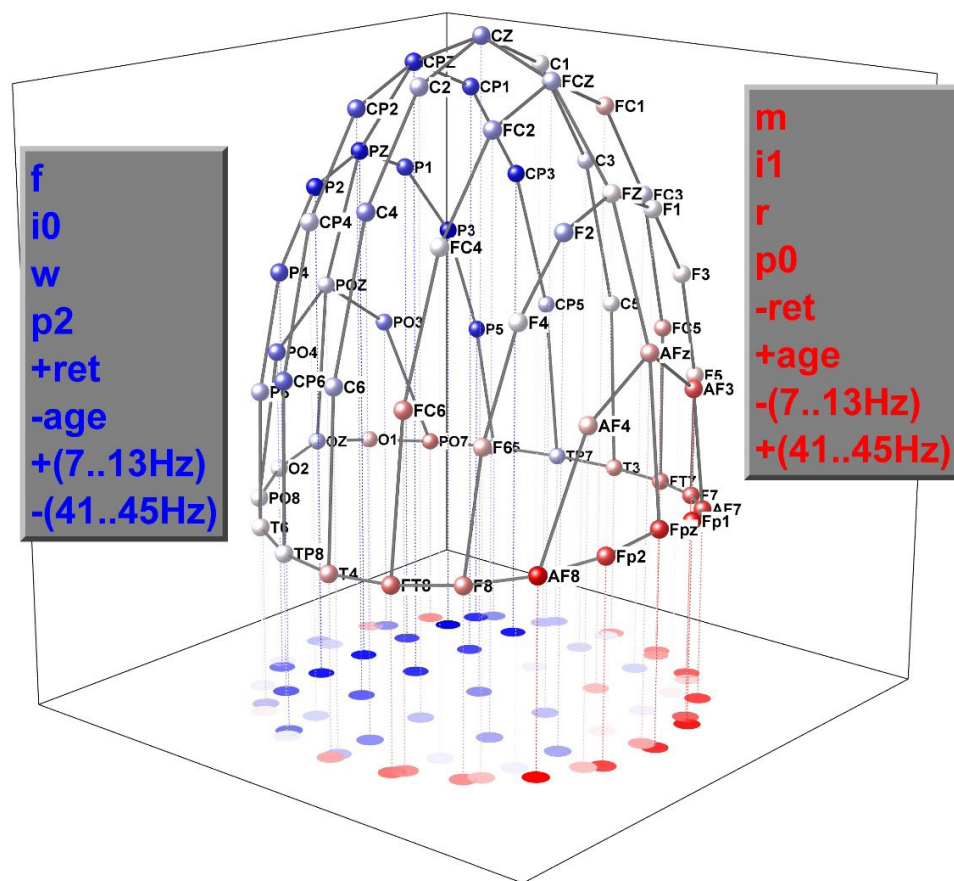 CZ
C1
CPZ
C2
CP1
FCZ
FC1
CP2
FC2
PZ
P1
CP3
C3
P2
FZ
FC3
F1
CP4
C4
P3
FC4
F2
P4
F3
POZ
CP5
C5
PO3
F4
P5
FC5
PO4
AFz
CP6
C6
F5
AF3
FC6
AF4
OZ
O1
PO7
F6
TP7
T3
O2
FT7
PO8
F7
AF7
Fp1
T6
Fpz
TP8
Fp2
T4
FT8
F8
AF8
f
i0
w
p2
+ret
-age
+(7..13Hz)
-(41..45Hz)
m
i1
r
p0
-ret
+age
-(7..13Hz)
+(41..45Hz)